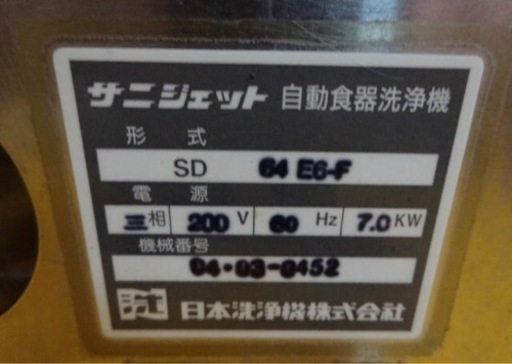 サニジェット 自動食器洗浄機
形 式
SD 64 E6-F
電 源
三相 200 V 60 Hz 7.0 KW
機械番号
04・03-0452
日本洗浄機株式会社